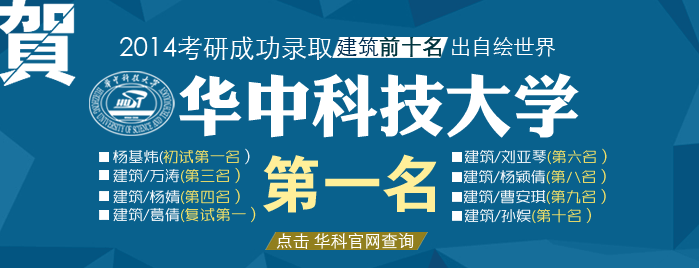 賀
2014考研成功录取建筑前十名 出自绘世界
华中科技大学
杨基炜(初试第一名)
建筑/万涛(第三名)
建筑/杨婧(第四名)
建筑/葛倩(复试第一)
第一名
建筑/刘亚琴(第六名)
建筑/杨颖倩(第八名)
建筑/曹安琪(第九名)
建筑/孙娱(第十名)
点击 华科官网查询